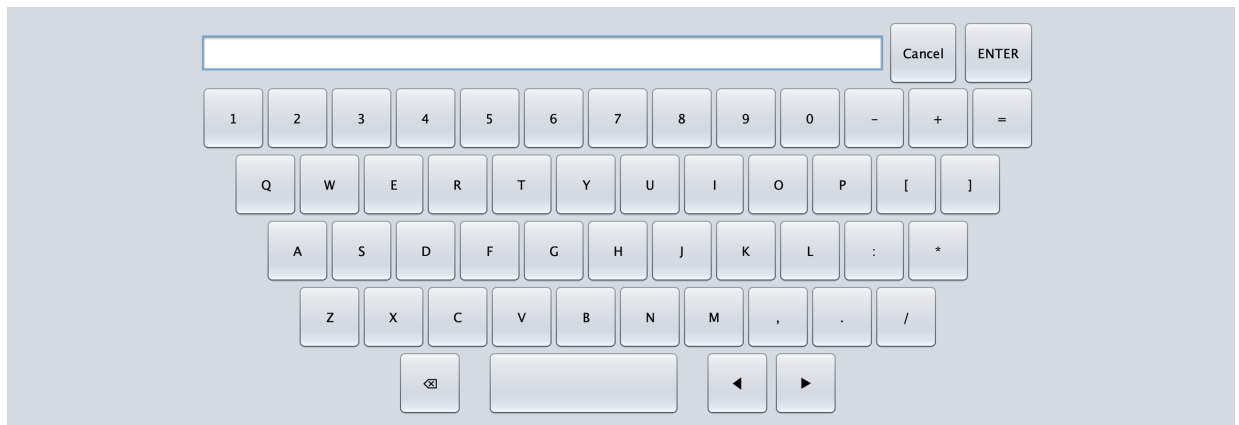 Cancel ENTER
1 2 3 4 5 6 7 8 9 0 - + =
Q W E R T Y U I O P [ ]
A S D F G H J K L : *
Z X C V B N M , . /
⌫ ◀ ▶